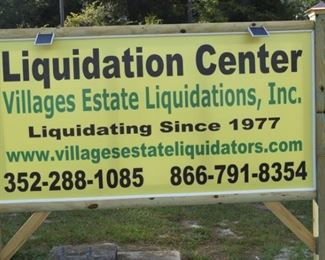 Liquidation Center
Villages Estate Liquidations, Inc.
Liquidating Since 1977
www.villagesestateliquidators.com
352-288-1085 866-791-8354